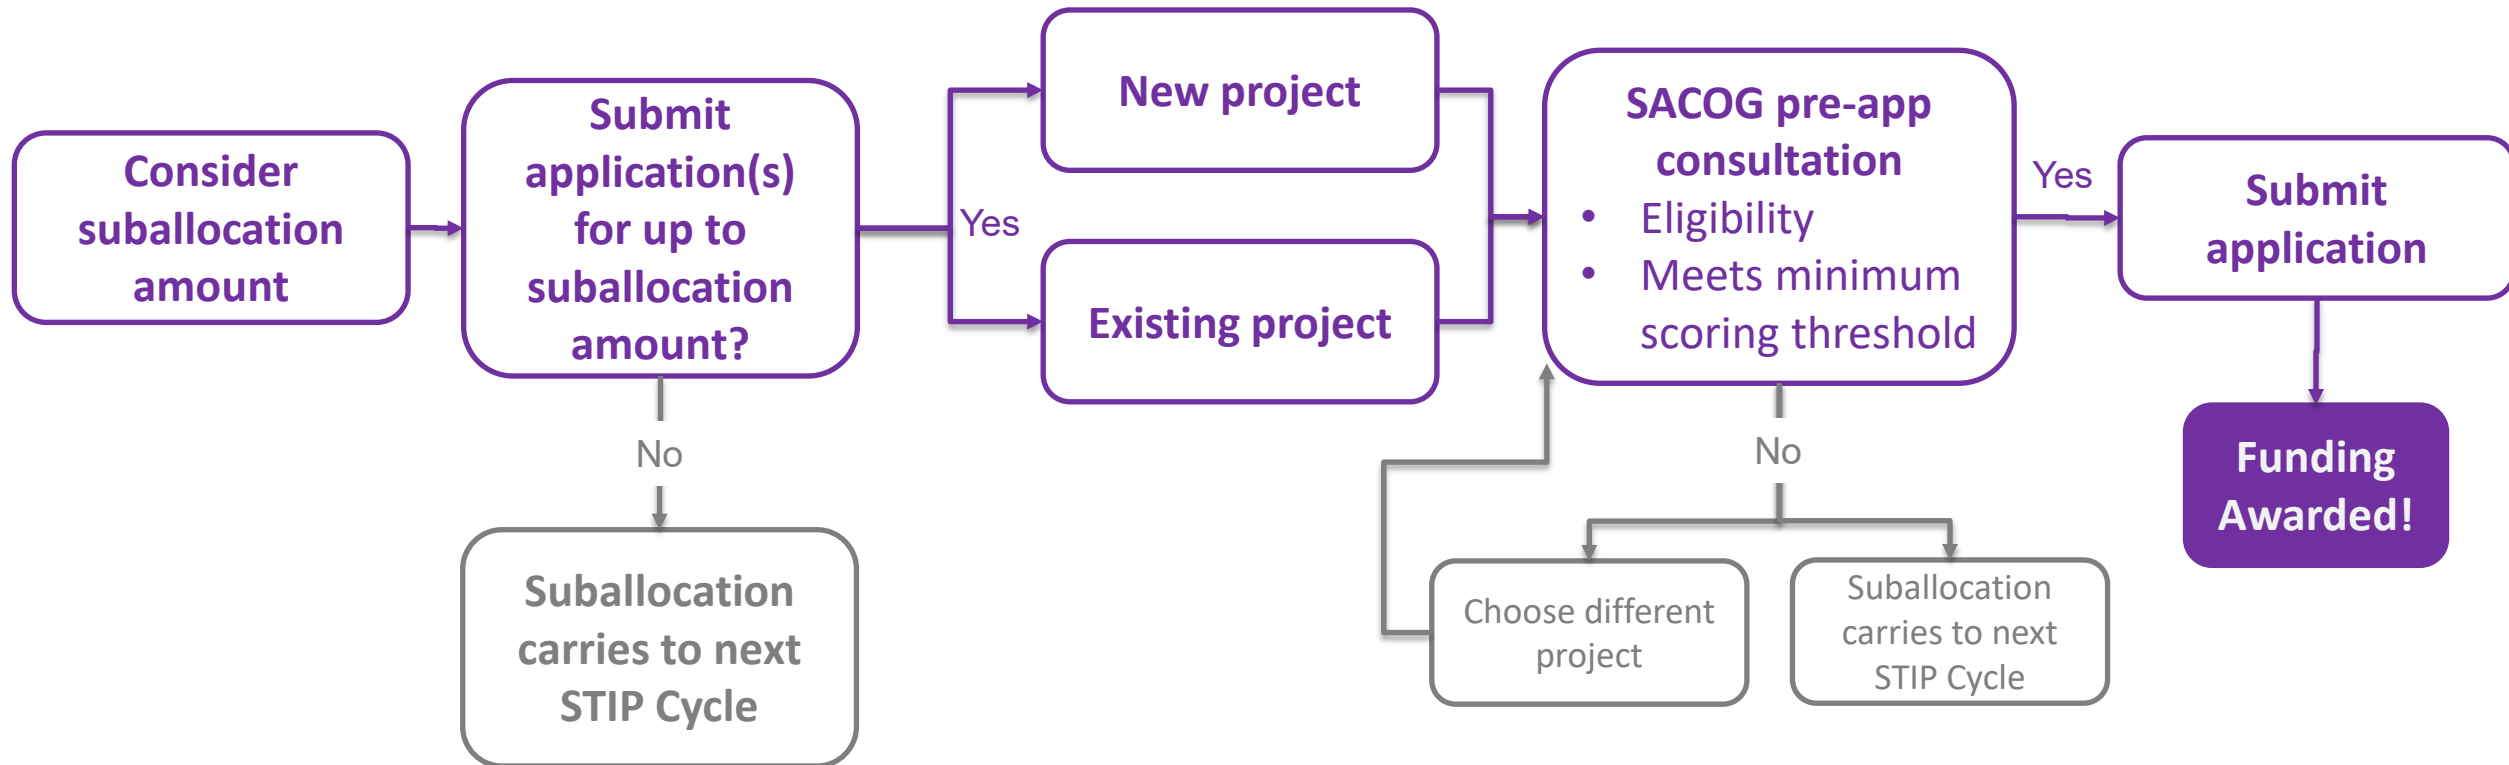 Consider
suballocation
amount
Submit
application(s)
for up to
suballocation
amount?
Yes
No
Suballocation
carries to next
STIP Cycle
New project
Existing project
SACOG pre-app
consultation
• Eligibility
• Meets minimum
scoring threshold
Yes
No
Choose different
project
Suballocation
carries to next
STIP Cycle
Submit
application
Funding
Awarded!